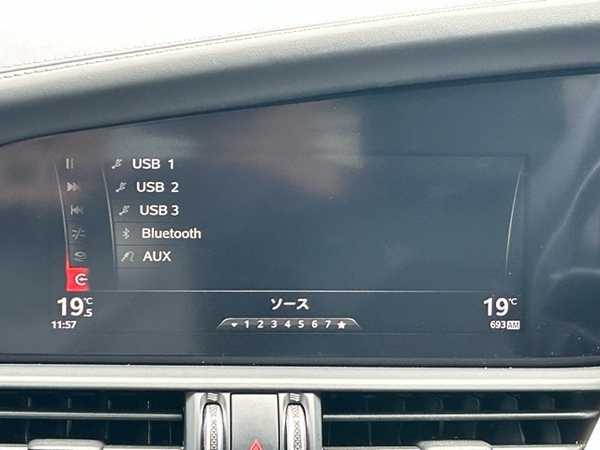 USB 1
USB 2
USB 3
Bluetooth
AUX
19.5°C
ソース
19°C
11:57
1 2 3 4 5 6 7
693 AM